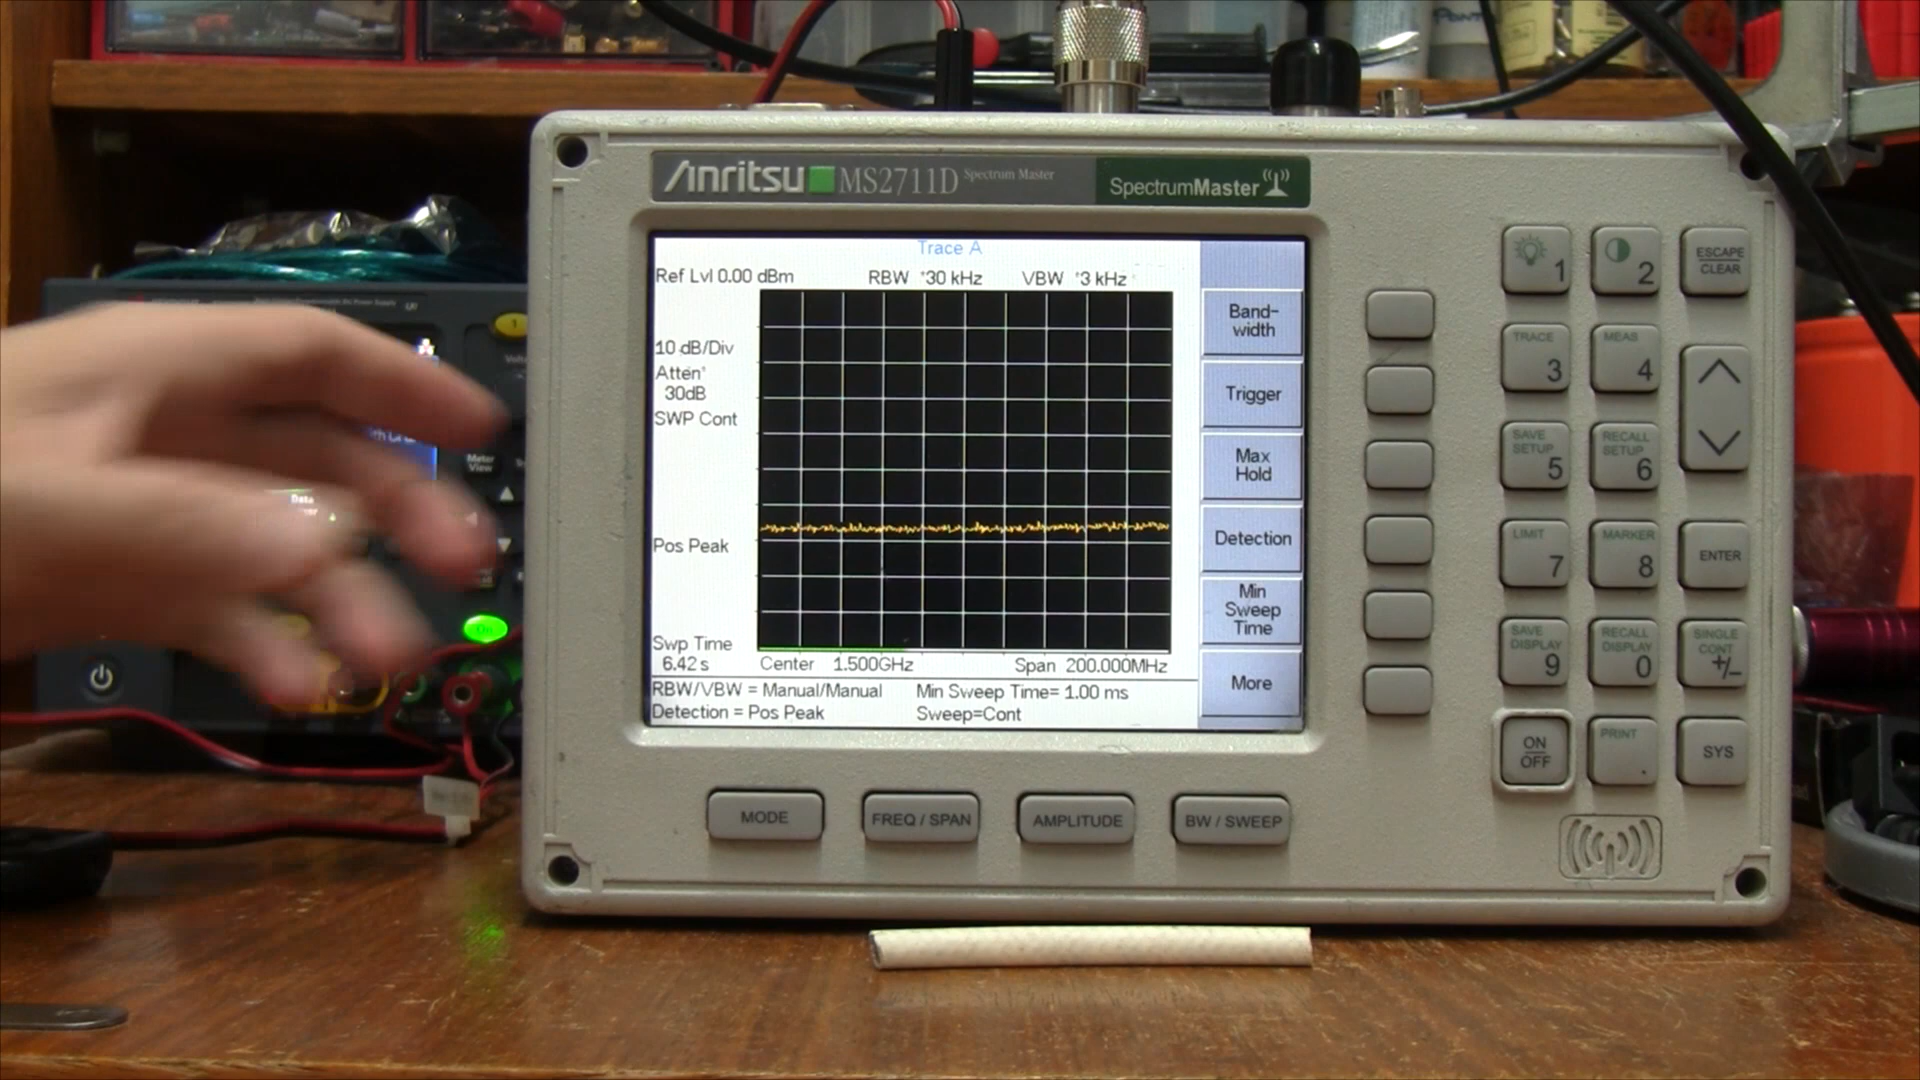 Anritsu MS2711D Spectrum Master
SpectrumMaster
Trace A
Ref Lvl 0.00 dBm RBW *30 kHz VBW *3 kHz
10 dB/Div
Atten*
30dB
SWP Cont
Pos Peak
Swp Time
6.42 s
Center 1.500GHz Span 200.000MHz
RBW/VBW = Manual/Manual Min Sweep Time= 1.00 ms
Detection = Pos Peak Sweep=Cont
Band-
width
Trigger
Max
Hold
Detection
Min
Sweep
Time
More
1
2
ESCAPE
CLEAR
TRACE
3
MEAS
4
SAVE
SETUP
5
RECALL
SETUP
6
LIMIT
7
MARKER
8
ENTER
SAVE
DISPLAY
9
RECALL
DISPLAY
0
SINGLE
CONT
+/-
ON
OFF
PRINT
.
SYS
MODE
FREQ / SPAN
AMPLITUDE
BW / SWEEP
1
Meter
View
Data
On